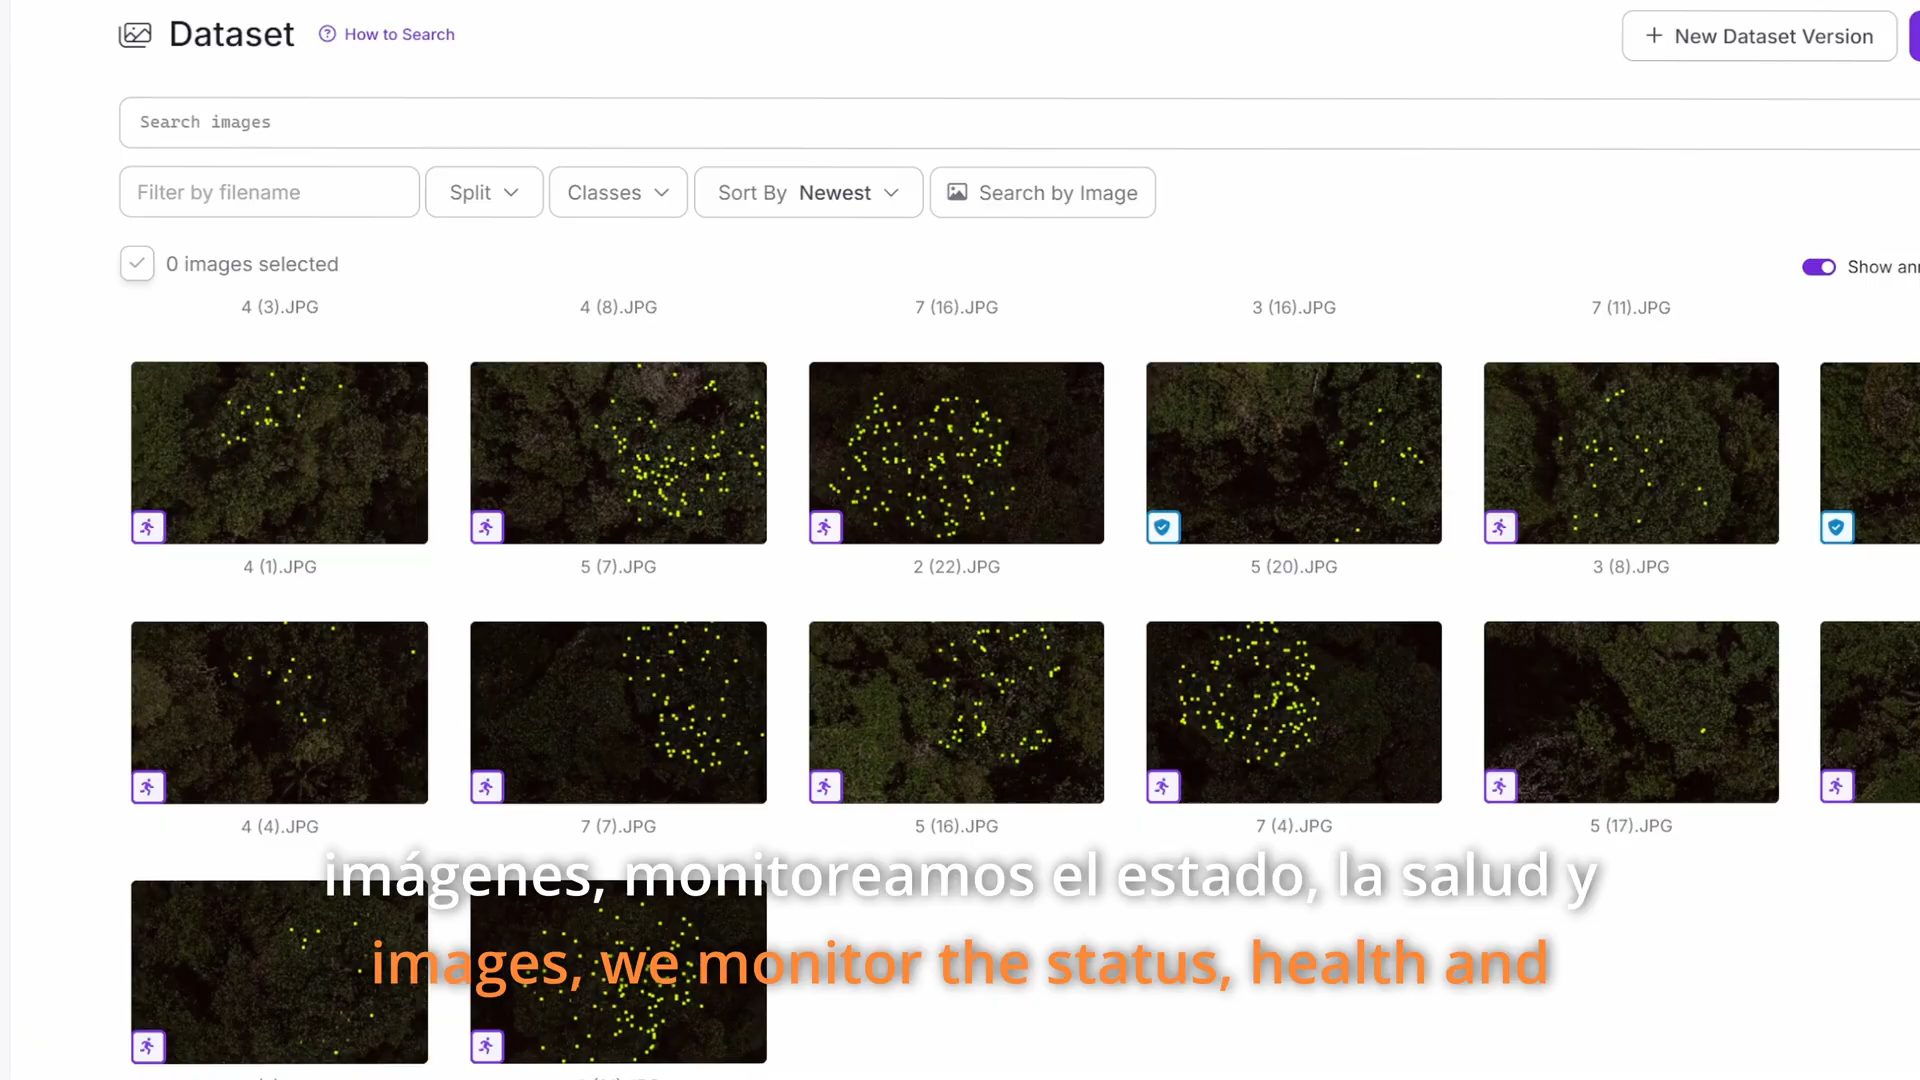 Dataset
How to Search
New Dataset Version
Search images
Filter by filename
Split
Classes
Sort By Newest
Search by Image
0 images selected
Show
4 (3).JPG
4 (8).JPG
7 (16).JPG
3 (16).JPG
7 (11).JPG
4 (1).JPG
5 (7).JPG
2 (22).JPG
5 (20).JPG
3 (8).JPG
4 (4).JPG
7 (7).JPG
5 (16).JPG
7 (4).JPG
5 (17).JPG
imágenes, monitoreamos el estado, la salud y
images, we monitor the status, health and